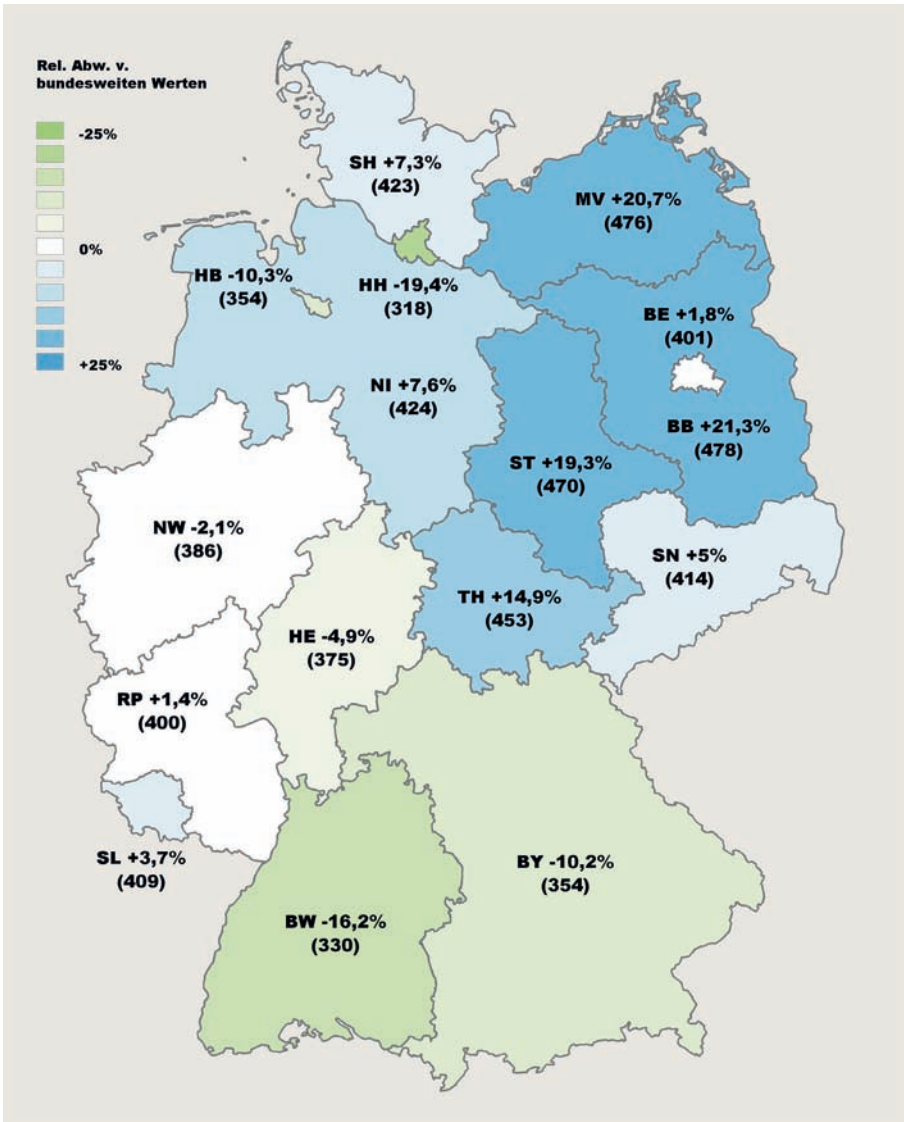 Rel. Abw. v.
bundesweiten Werten
-25%
0%
+25%
SH +7,3%
(423)
MV +20,7%
(476)
HB -10,3%
(354)
HH -19,4%
(318)
BE +1,8%
(401)
NI +7,6%
(424)
BB +21,3%
(478)
ST +19,3%
(470)
NW -2,1%
(386)
SN +5%
(414)
TH +14,9%
(453)
HE -4,9%
(375)
RP +1,4%
(400)
SL +3,7%
(409)
BY -10,2%
(354)
BW -16,2%
(330)